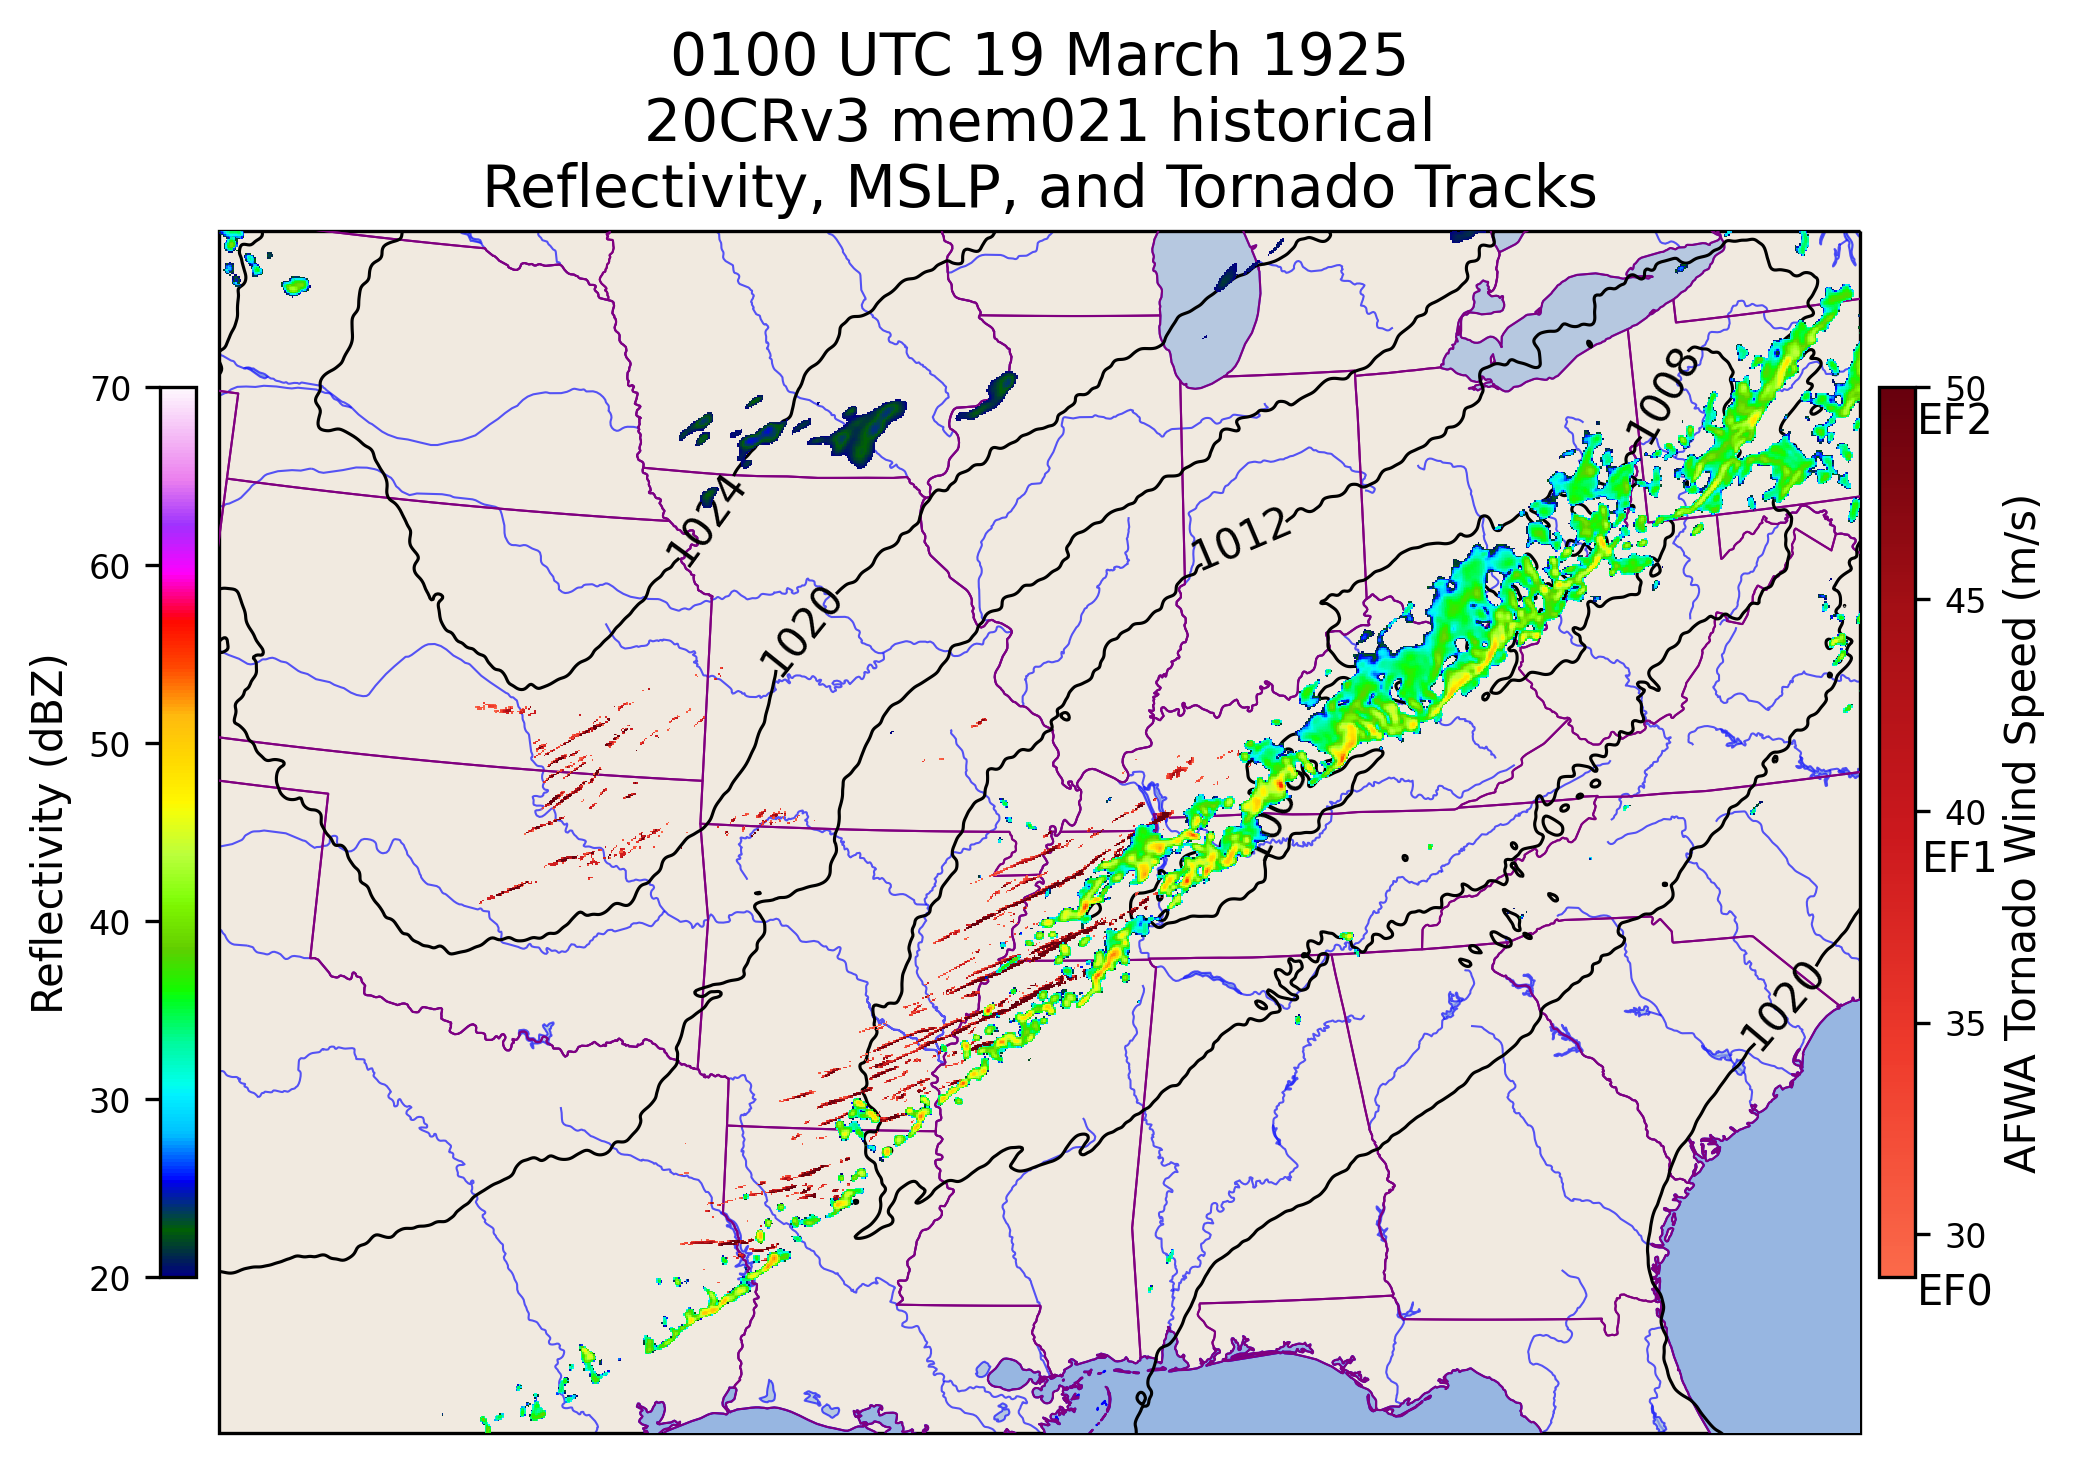 0100 UTC 19 March 1925
20CRv3 mem021 historical
Reflectivity, MSLP, and Tornado Tracks
70
60
50
40
30
20
Reflectivity (dBZ)
1024
1020
1012
1008
1020
50
EF2
45
40
EF1
35
30
EF0
AFWA Tornado Wind Speed (m/s)